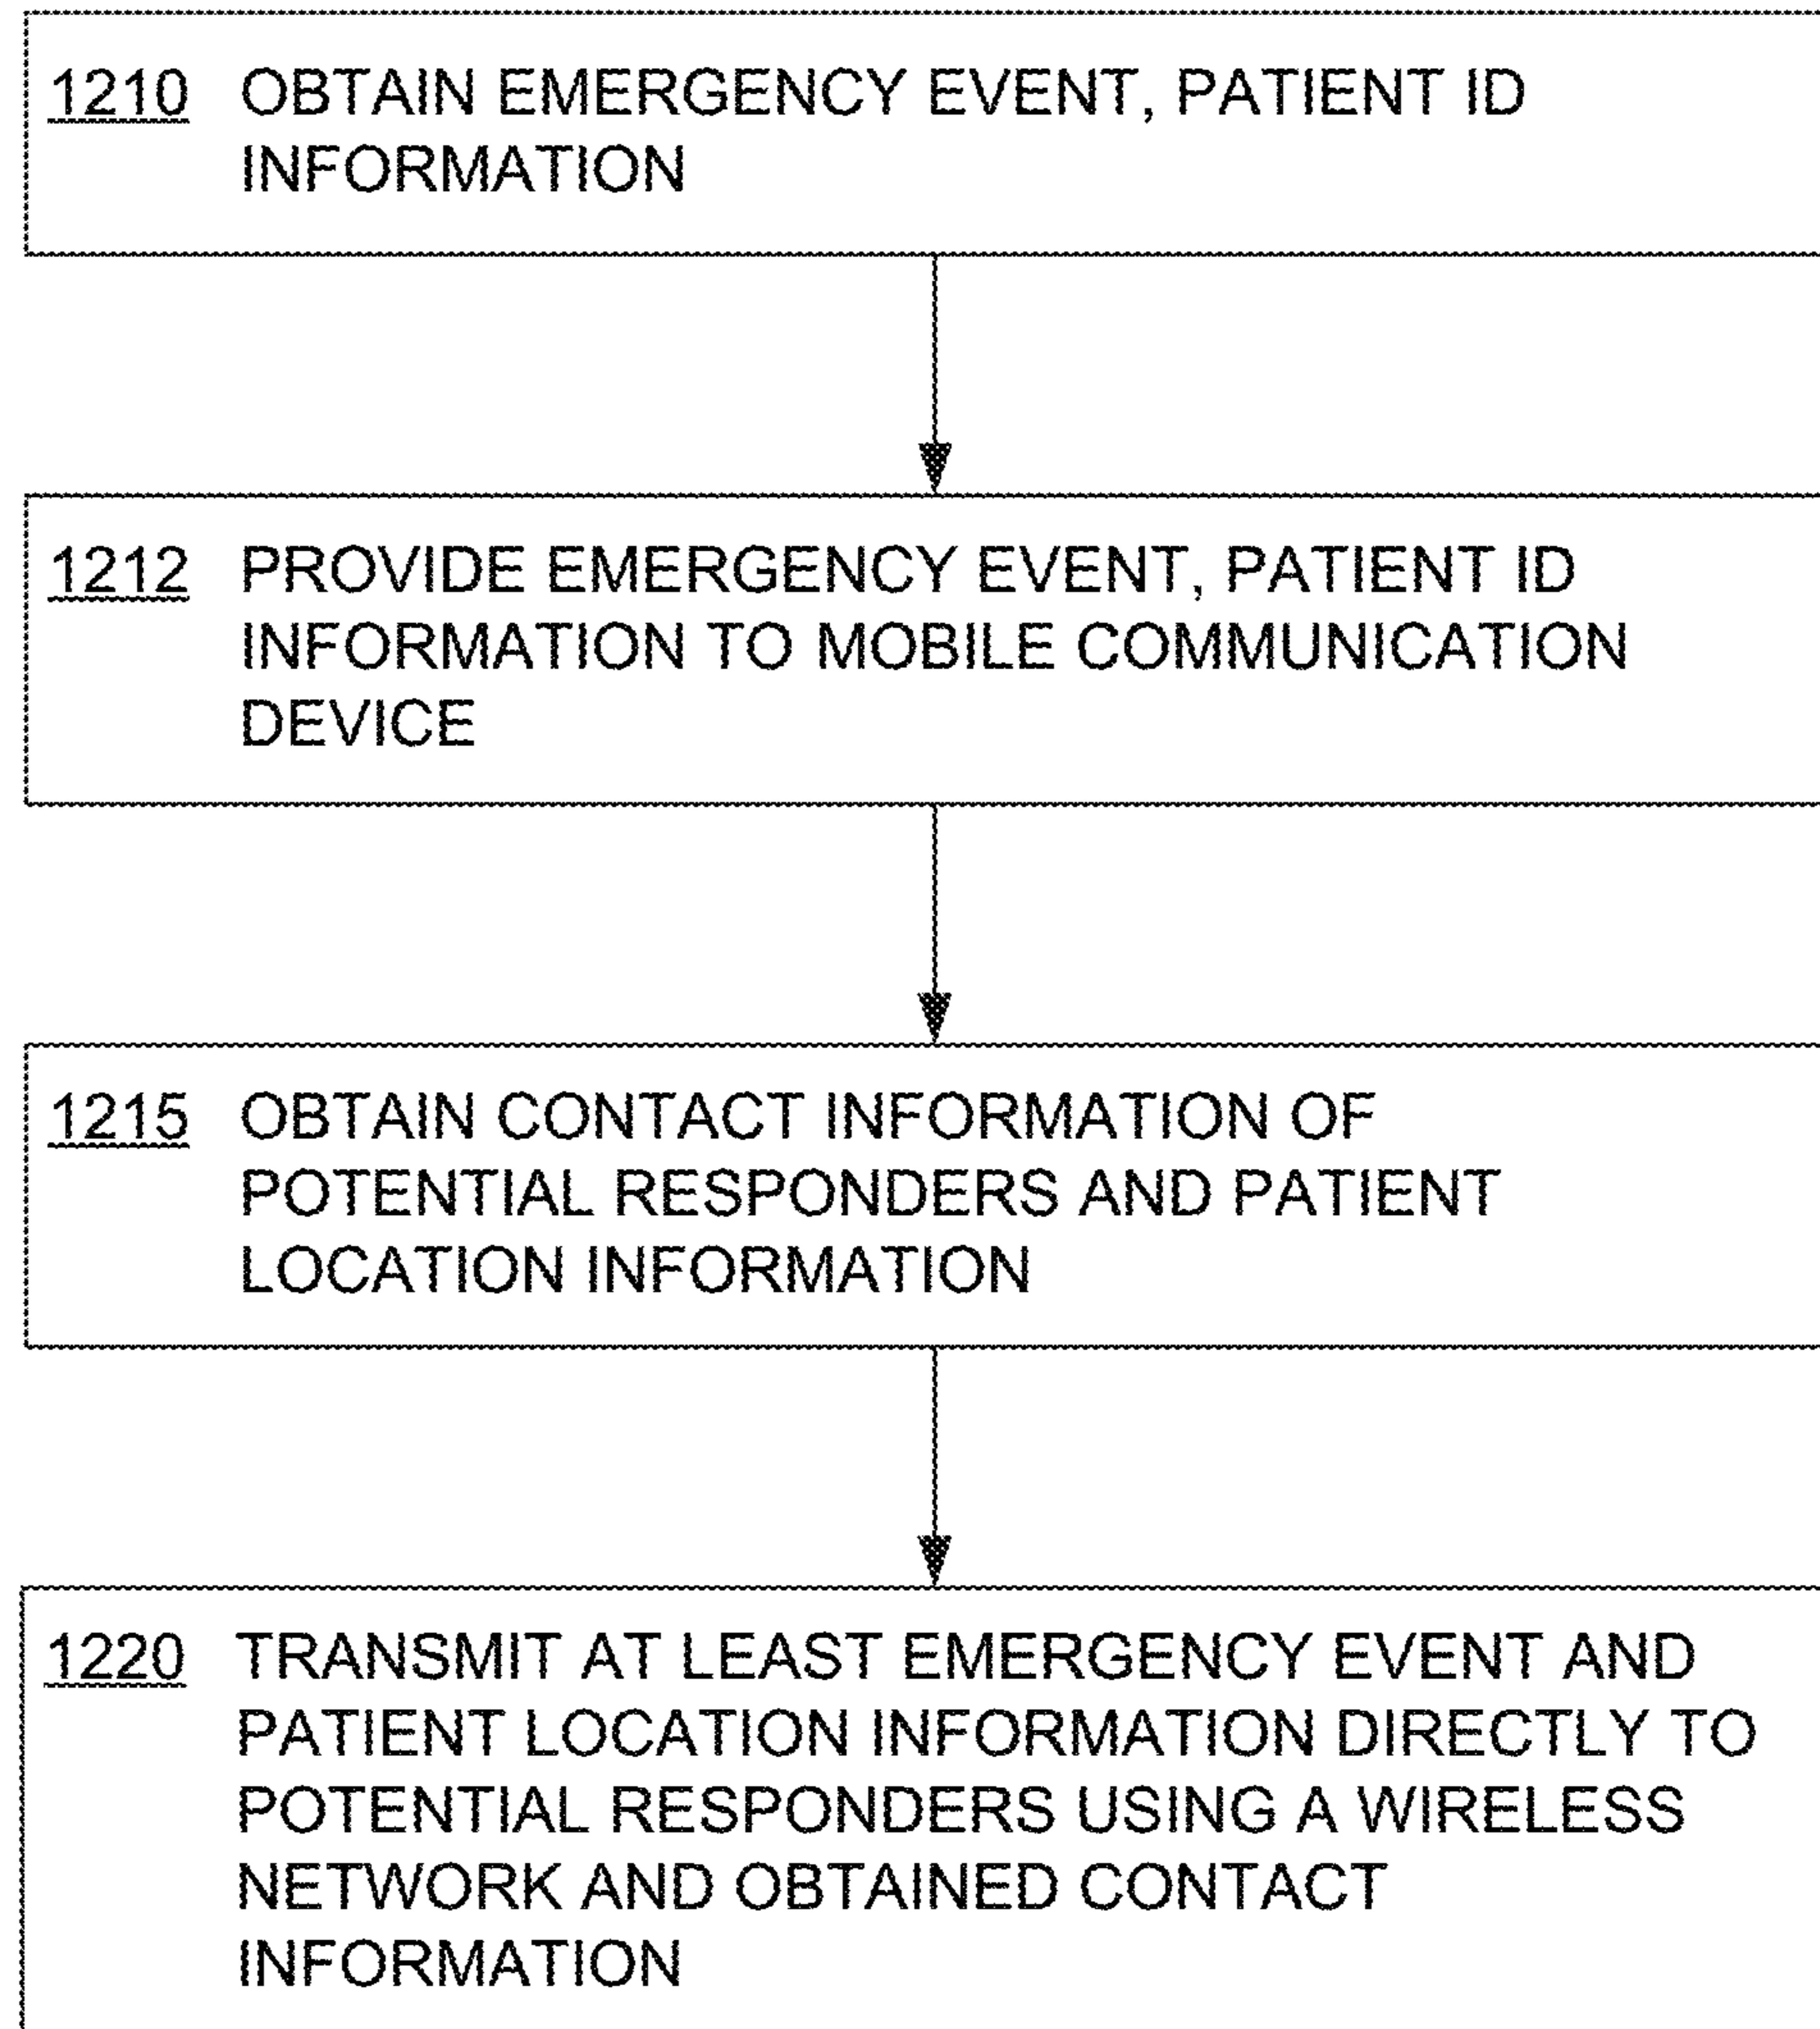 1210 OBTAIN EMERGENCY EVENT, PATIENT ID
INFORMATION
1212 PROVIDE EMERGENCY EVENT, PATIENT ID
INFORMATION TO MOBILE COMMUNICATION
DEVICE
1215 OBTAIN CONTACT INFORMATION OF
POTENTIAL RESPONDERS AND PATIENT
LOCATION INFORMATION
1220 TRANSMIT AT LEAST EMERGENCY EVENT AND
PATIENT LOCATION INFORMATION DIRECTLY TO
POTENTIAL RESPONDERS USING A WIRELESS
NETWORK AND OBTAINED CONTACT
INFORMATION